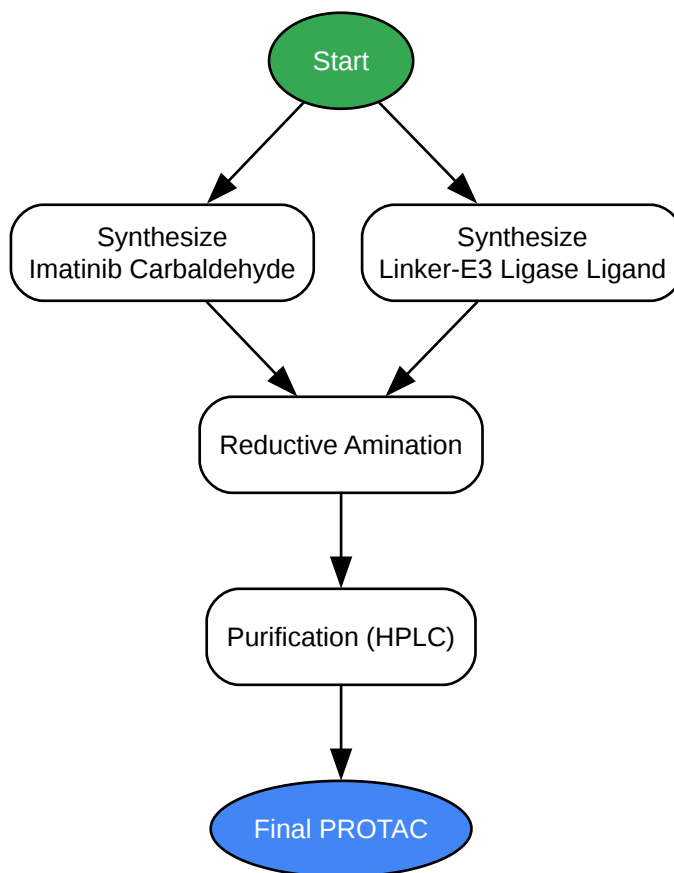 Start
Synthesize
Imatinib Carbaldehyde
Synthesize
Linker-E3 Ligase Ligand
Reductive Amination
Purification (HPLC)
Final PROTAC